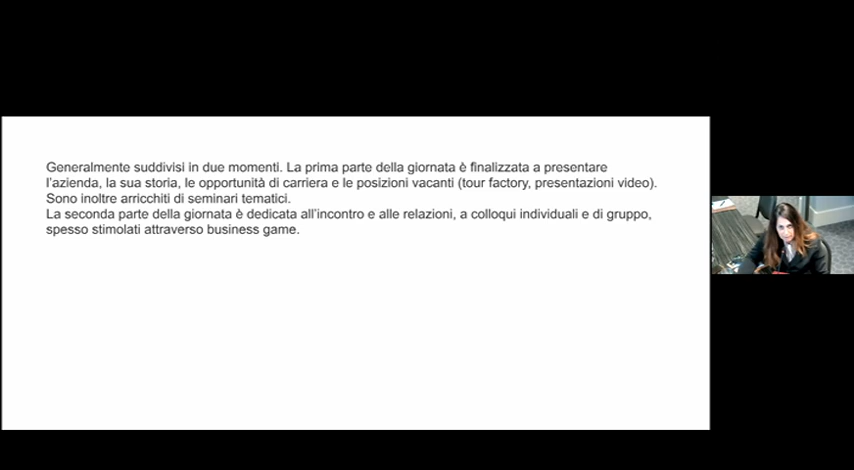 Generalmente suddivisi in due momenti. La prima parte della giornata è finalizzata a presentare
l'azienda, la sua storia, le opportunità di carriera e le posizioni vacanti (tour factory, presentazioni video).
Sono inoltre arricchiti di seminari tematici.
La seconda parte della giornata è dedicata all'incontro e alle relazioni, a colloqui individuali e di gruppo,
spesso stimolati attraverso business game.